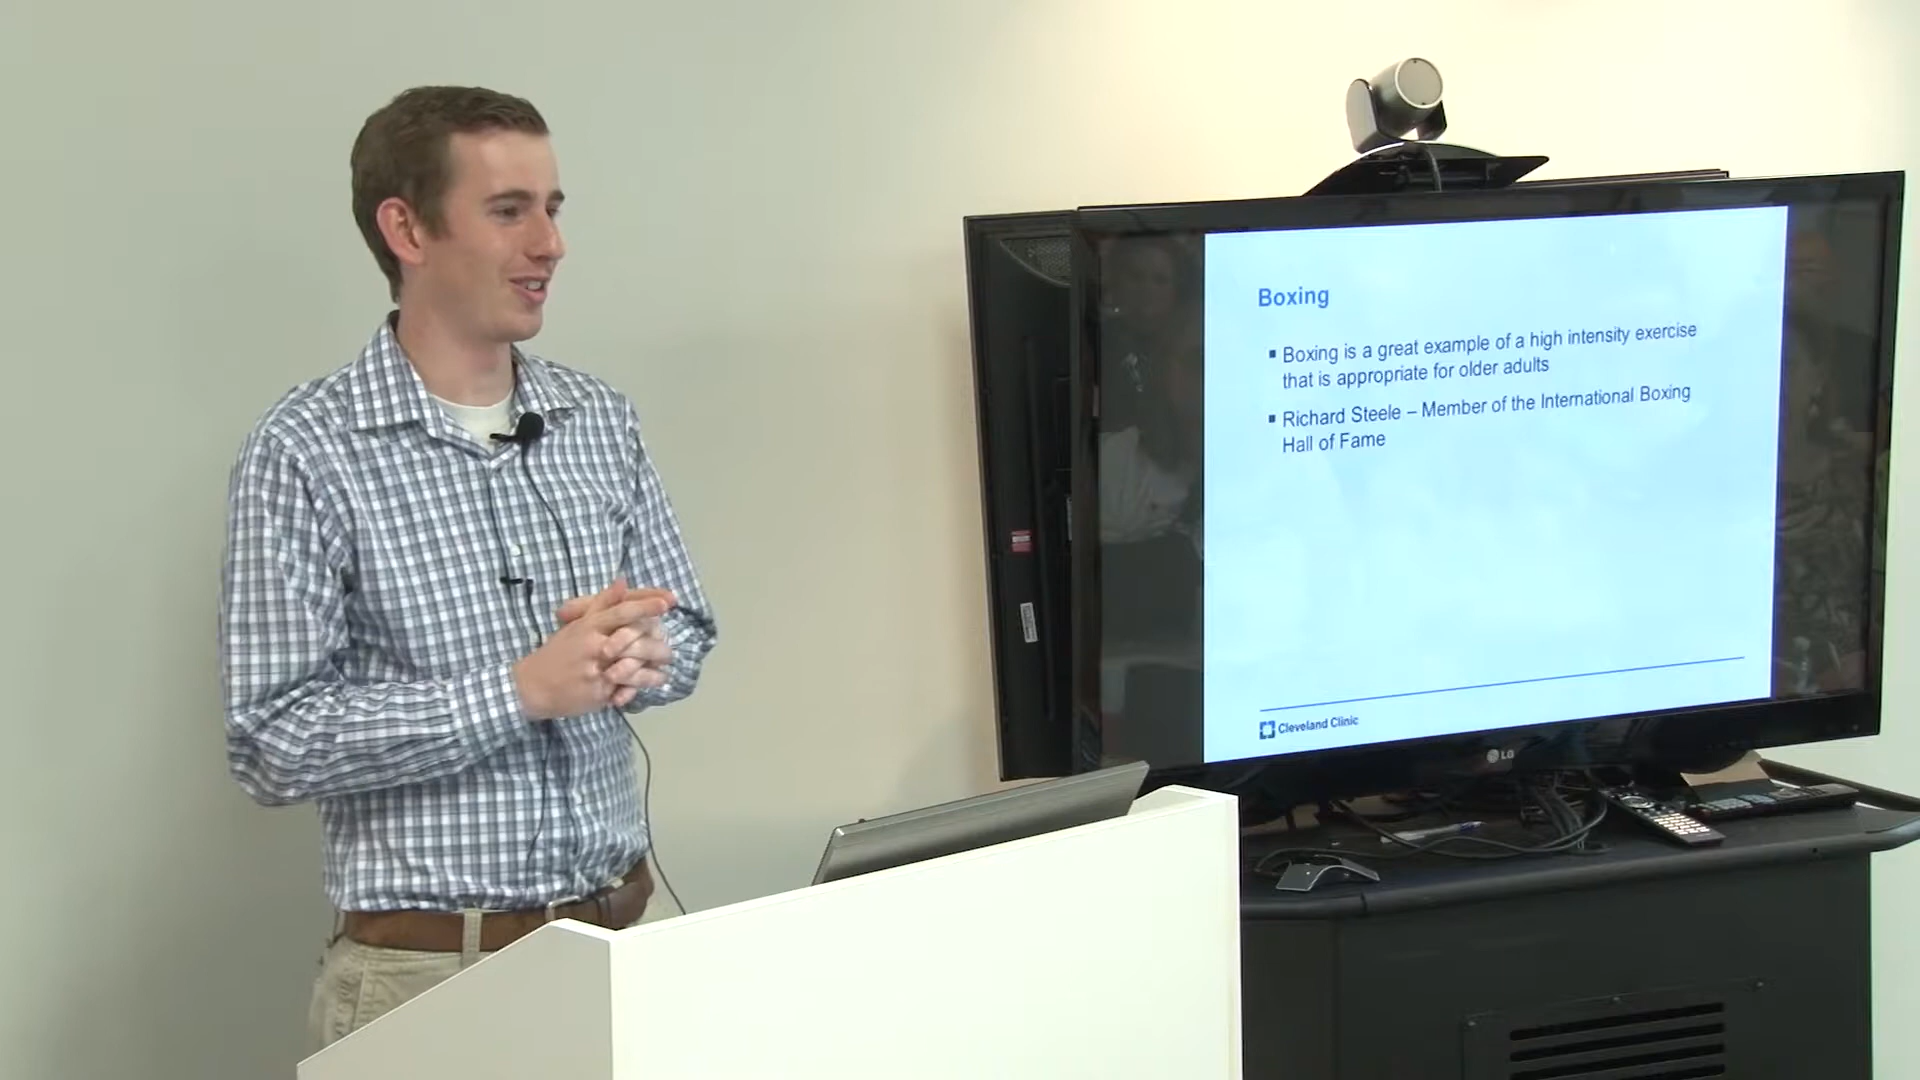 Boxing
▪ Boxing is a great example of a high intensity exercise
that is appropriate for older adults
▪ Richard Steele – Member of the International Boxing
Hall of Fame
Cleveland Clinic
LG